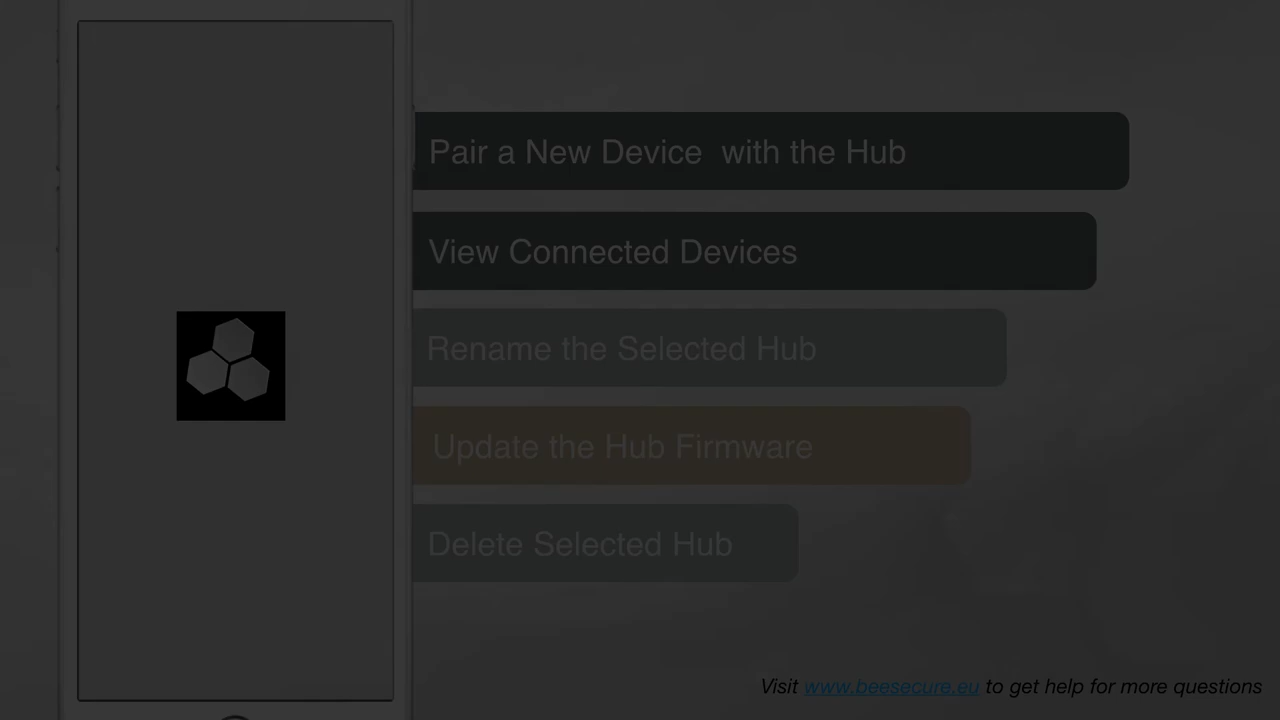 Pair a New Device  with the Hub
View Connected Devices
Rename the Selected Hub
Update the Hub Firmware
Delete Selected Hub
Visit www.beesecure.eu to get help for more questions